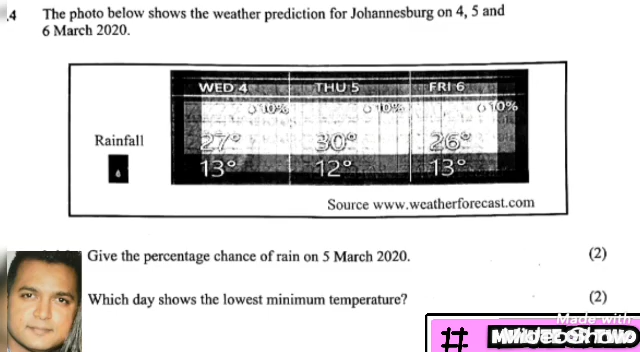 .4 The photo below shows the weather prediction for Johannesburg on 4, 5 and
6 March 2020.
WED 4 THU 5 FRI 6
10% 10% 10%
Rainfall
27° 30° 26°
13° 12° 13°
Source www.weatherforecast.com
Give the percentage chance of rain on 5 March 2020. (2)
Which day shows the lowest minimum temperature? (2)
Made with
# MINUTE OR TWO